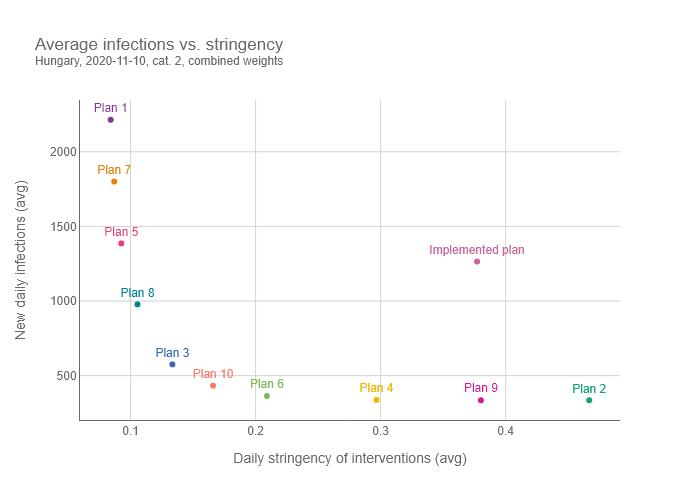 Average infections vs. stringency
Hungary, 2020-11-10, cat. 2, combined weights
Plan 1
2000
Plan 7
Plan 5
1500
Implemented plan
Plan 8
1000
Plan 3
Plan 10
500
Plan 6
Plan 4
Plan 9
Plan 2
0.1
0.2
0.3
0.4
New daily infections (avg)
Daily stringency of interventions (avg)